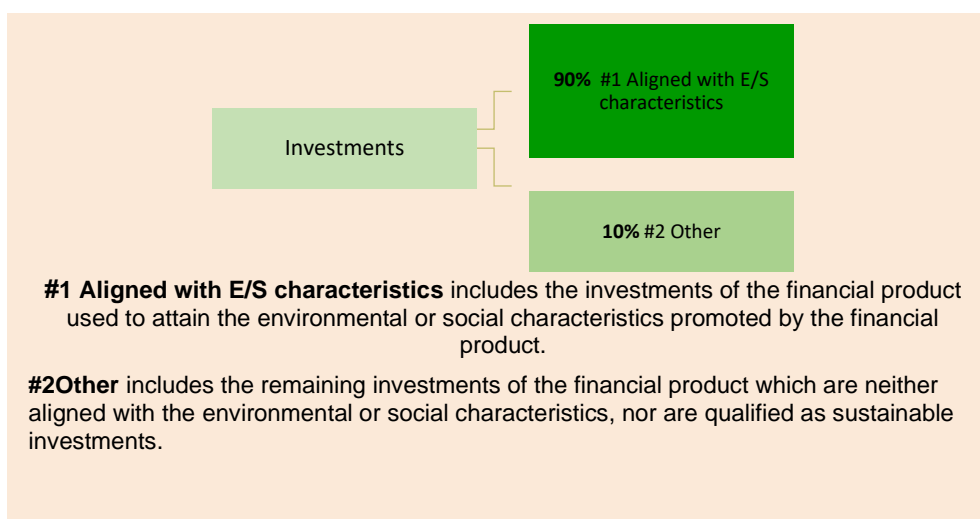 90% #1 Aligned with E/S
characteristics
Investments
10% #2 Other
#1 Aligned with E/S characteristics includes the investments of the financial product
used to attain the environmental or social characteristics promoted by the financial
product.
#2Other includes the remaining investments of the financial product which are neither
aligned with the environmental or social characteristics, nor are qualified as sustainable
investments.